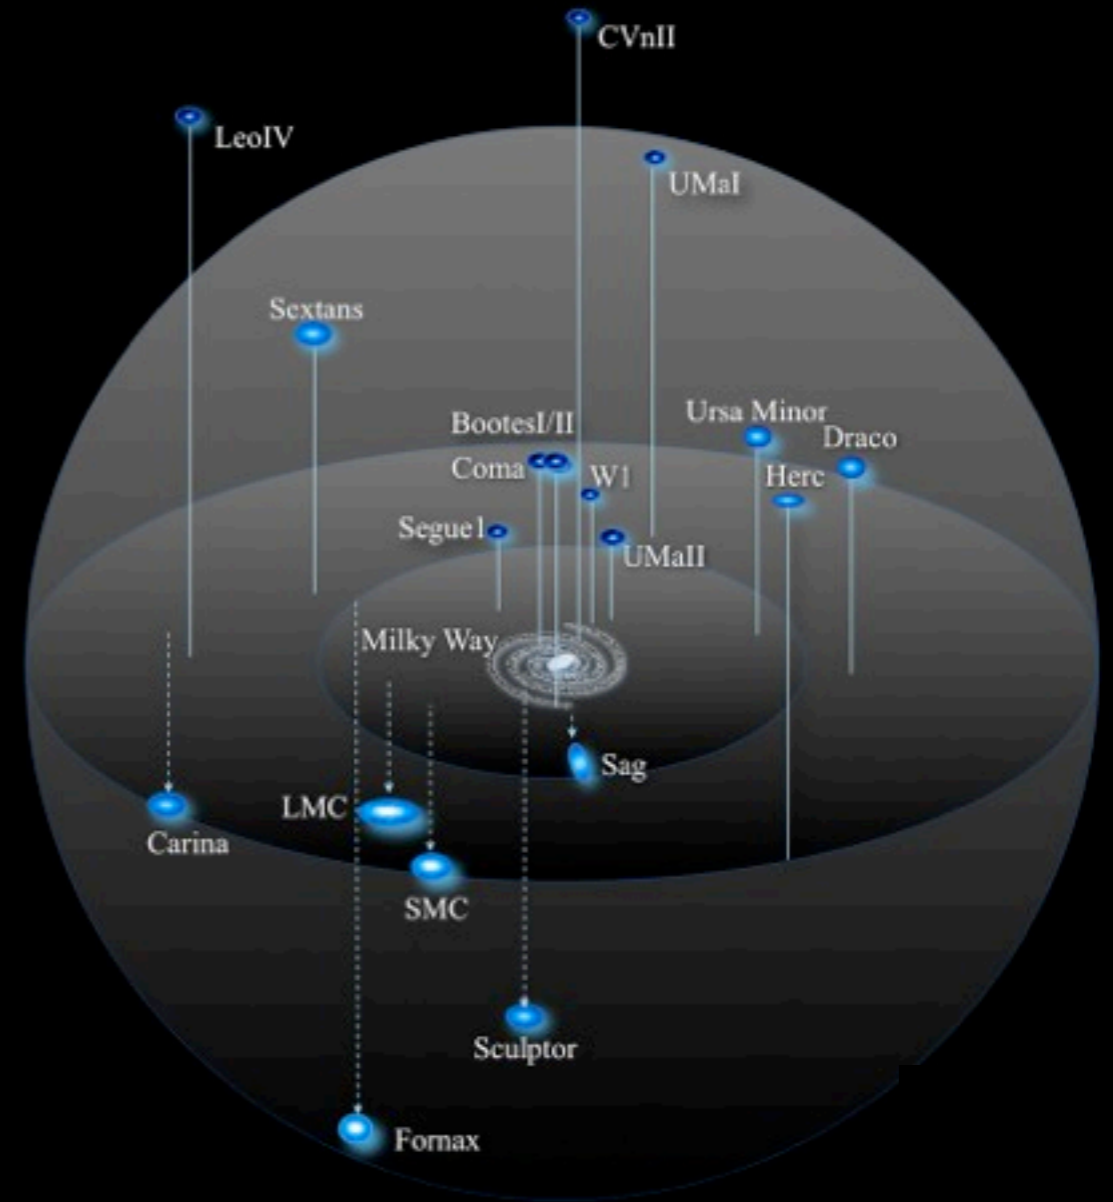 CVnII
LeoIV
UMaI
Sextans
Ursa Minor
BootesI/II
Draco
Coma
W1
Herc
Segue1
UMaII
Milky Way
Sag
LMC
Carina
SMC
Sculptor
Fornax